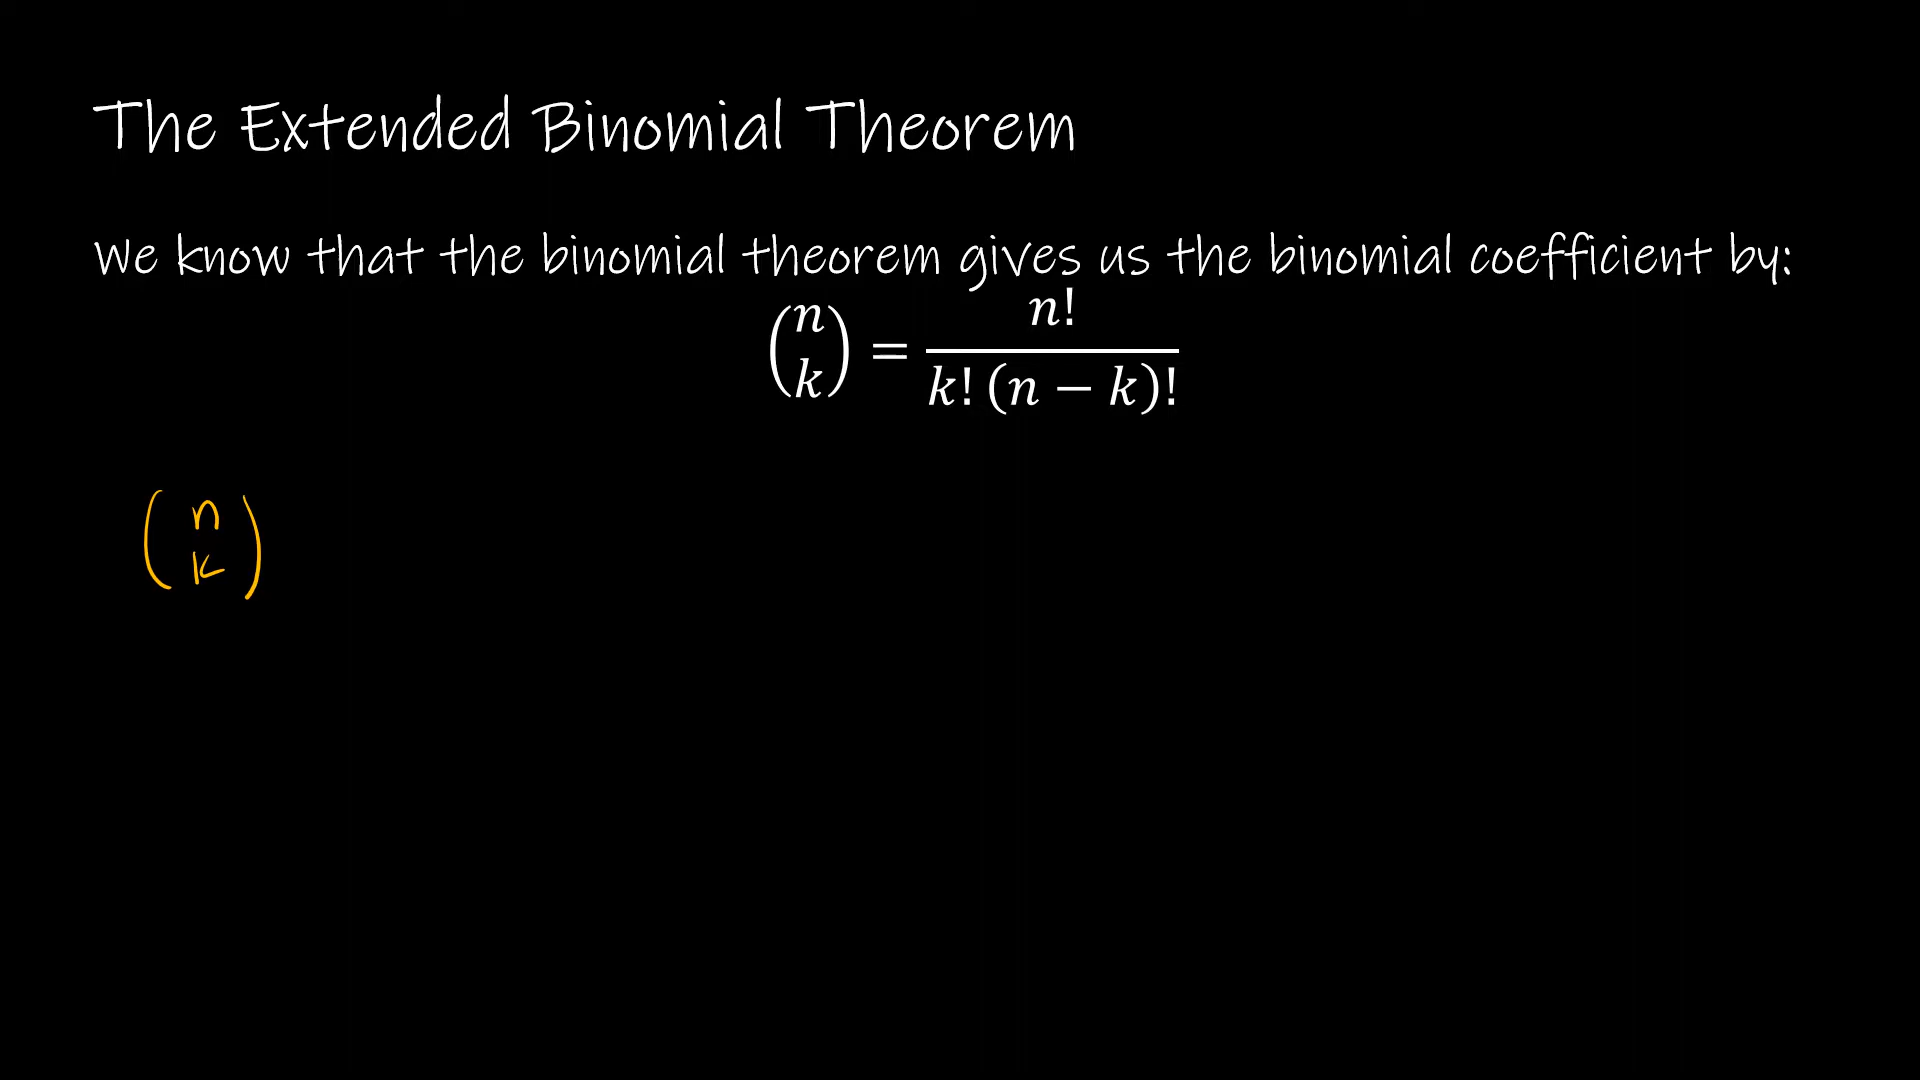 The Extended Binomial Theorem
We know that the binomial theorem gives us the binomial coefficient by:
(n k) = n! / k! (n − k)!
(n k)